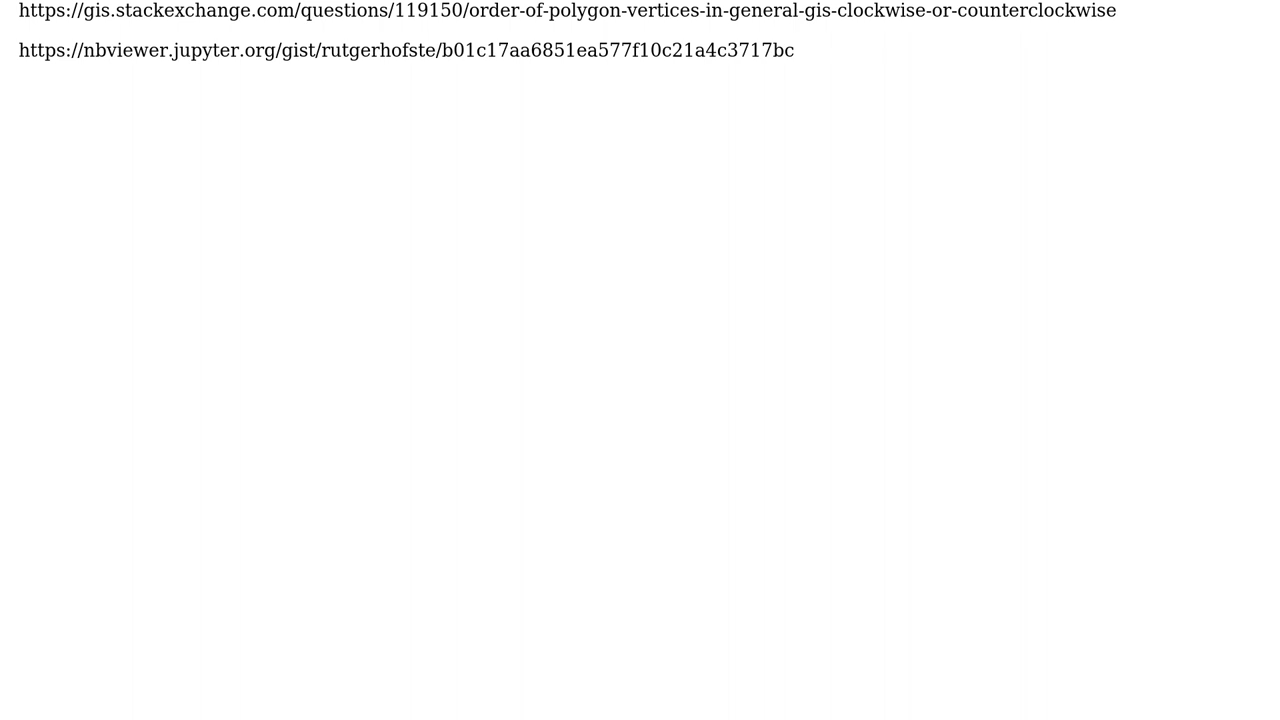 https://gis.stackexchange.com/questions/119150/order-of-polygon-vertices-in-general-gis-clockwise-or-counterclockwise
https://nbviewer.jupyter.org/gist/rutgerhofste/b01c17aa6851ea577f10c21a4c3717bc